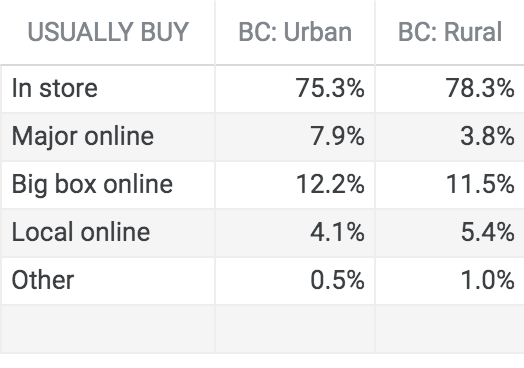 USUALLY BUY BC: Urban BC: Rural
In store 75.3% 78.3%
Major online 7.9% 3.8%
Big box online 12.2% 11.5%
Local online 4.1% 5.4%
Other 0.5% 1.0%